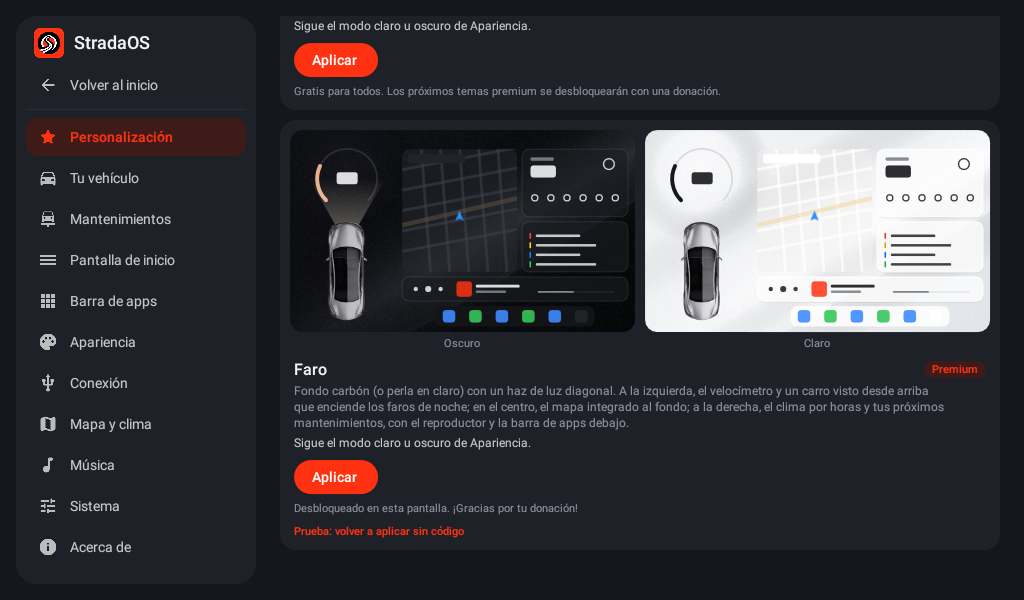 StradaOS
Volver al inicio
Personalización
Tu vehículo
Mantenimientos
Pantalla de inicio
Barra de apps
Apariencia
Conexión
Mapa y clima
Música
Sistema
Acerca de
Sigue el modo claro u oscuro de Apariencia.
Aplicar
Gratis para todos. Los próximos temas premium se desbloquearán con una donación.
Oscuro
Claro
Faro
Premium
Fondo carbón (o perla en claro) con un haz de luz diagonal. A la izquierda, el velocímetro y un carro visto desde arriba
que enciende los faros de noche; en el centro, el mapa integrado al fondo; a la derecha, el clima por horas y tus próximos
mantenimientos, con el reproductor y la barra de apps debajo.
Sigue el modo claro u oscuro de Apariencia.
Aplicar
Desbloqueado en esta pantalla. ¡Gracias por tu donación!
Prueba: volver a aplicar sin código